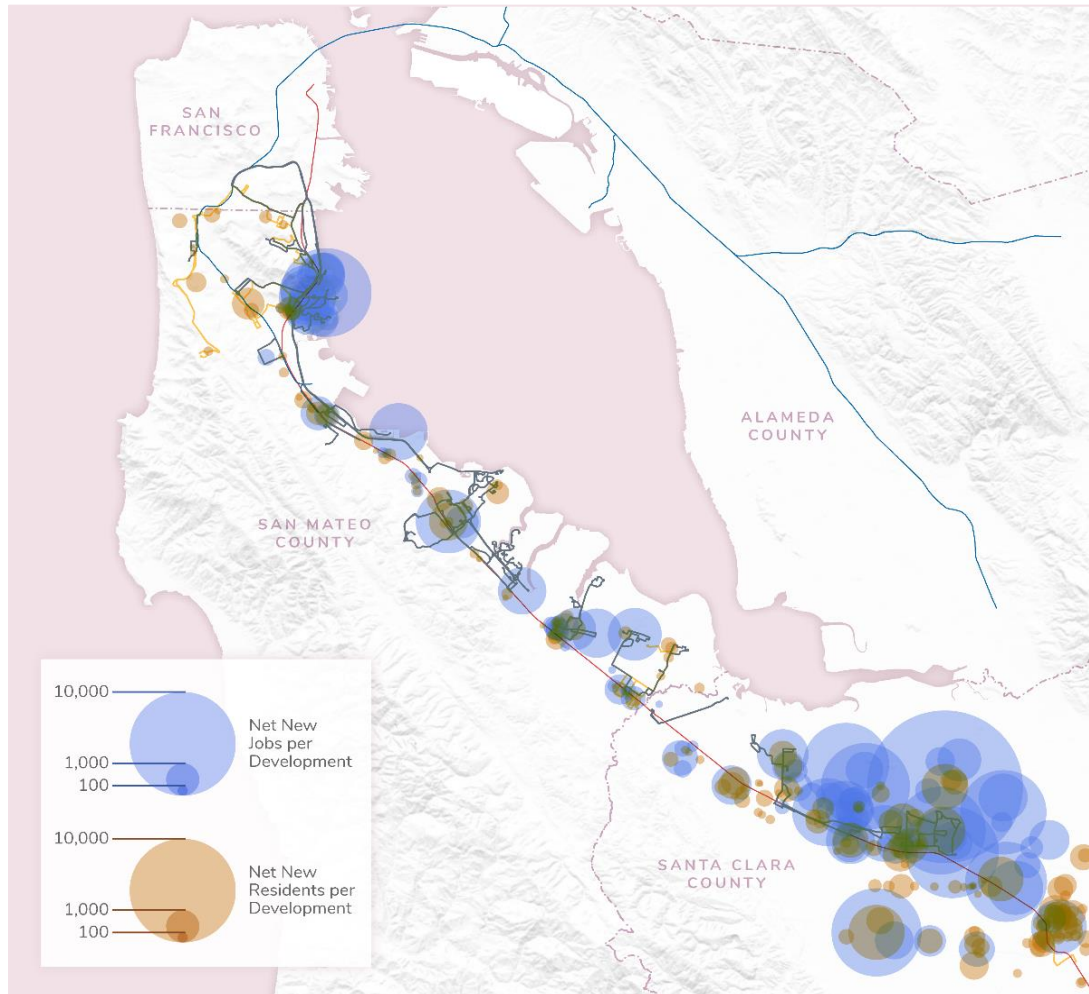 SAN
FRANCISCO
ALAMEDA
COUNTY
SAN MATEO
COUNTY
SANTA CLARA
COUNTY
10,000
1,000
100
Net New
Jobs per
Development
10,000
1,000
100
Net New
Residents per
Development